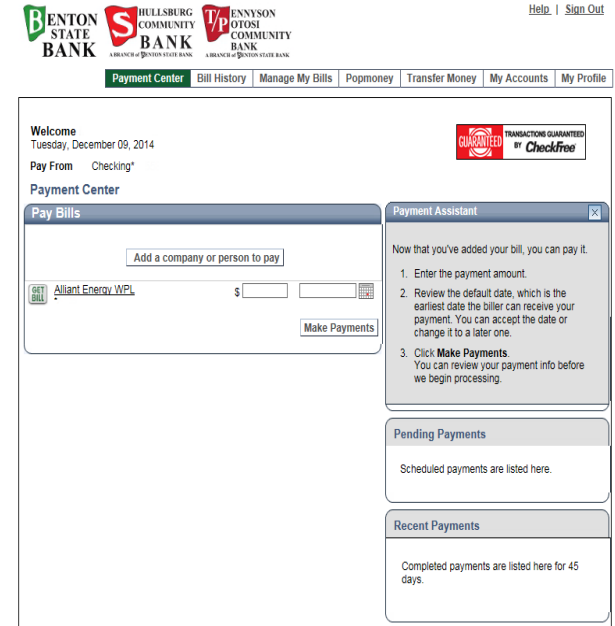 Help | Sign Out
BENTON STATE BANK
SHULLSBURG COMMUNITY BANK
A BRANCH of BENTON STATE BANK
T/P TENNYSON POTOSI COMMUNITY BANK
A BRANCH of BENTON STATE BANK
Payment Center Bill History Manage My Bills Popmoney Transfer Money My Accounts My Profile
Welcome
Tuesday, December 09, 2014
GUARANTEED
TRANSACTIONS GUARANTEED
BY CheckFree
Pay From Checking*
Payment Center
Pay Bills
Add a company or person to pay
GET BILL Alliant Energy WPL $
*
Make Payments
Payment Assistant X
Now that you've added your bill, you can pay it.
1. Enter the payment amount.
2. Review the default date, which is the
earliest date the biller can receive your
payment. You can accept the date or
change it to a later one.
3. Click Make Payments.
You can review your payment info before
we begin processing.
Pending Payments
Scheduled payments are listed here.
Recent Payments
Completed payments are listed here for 45
days.